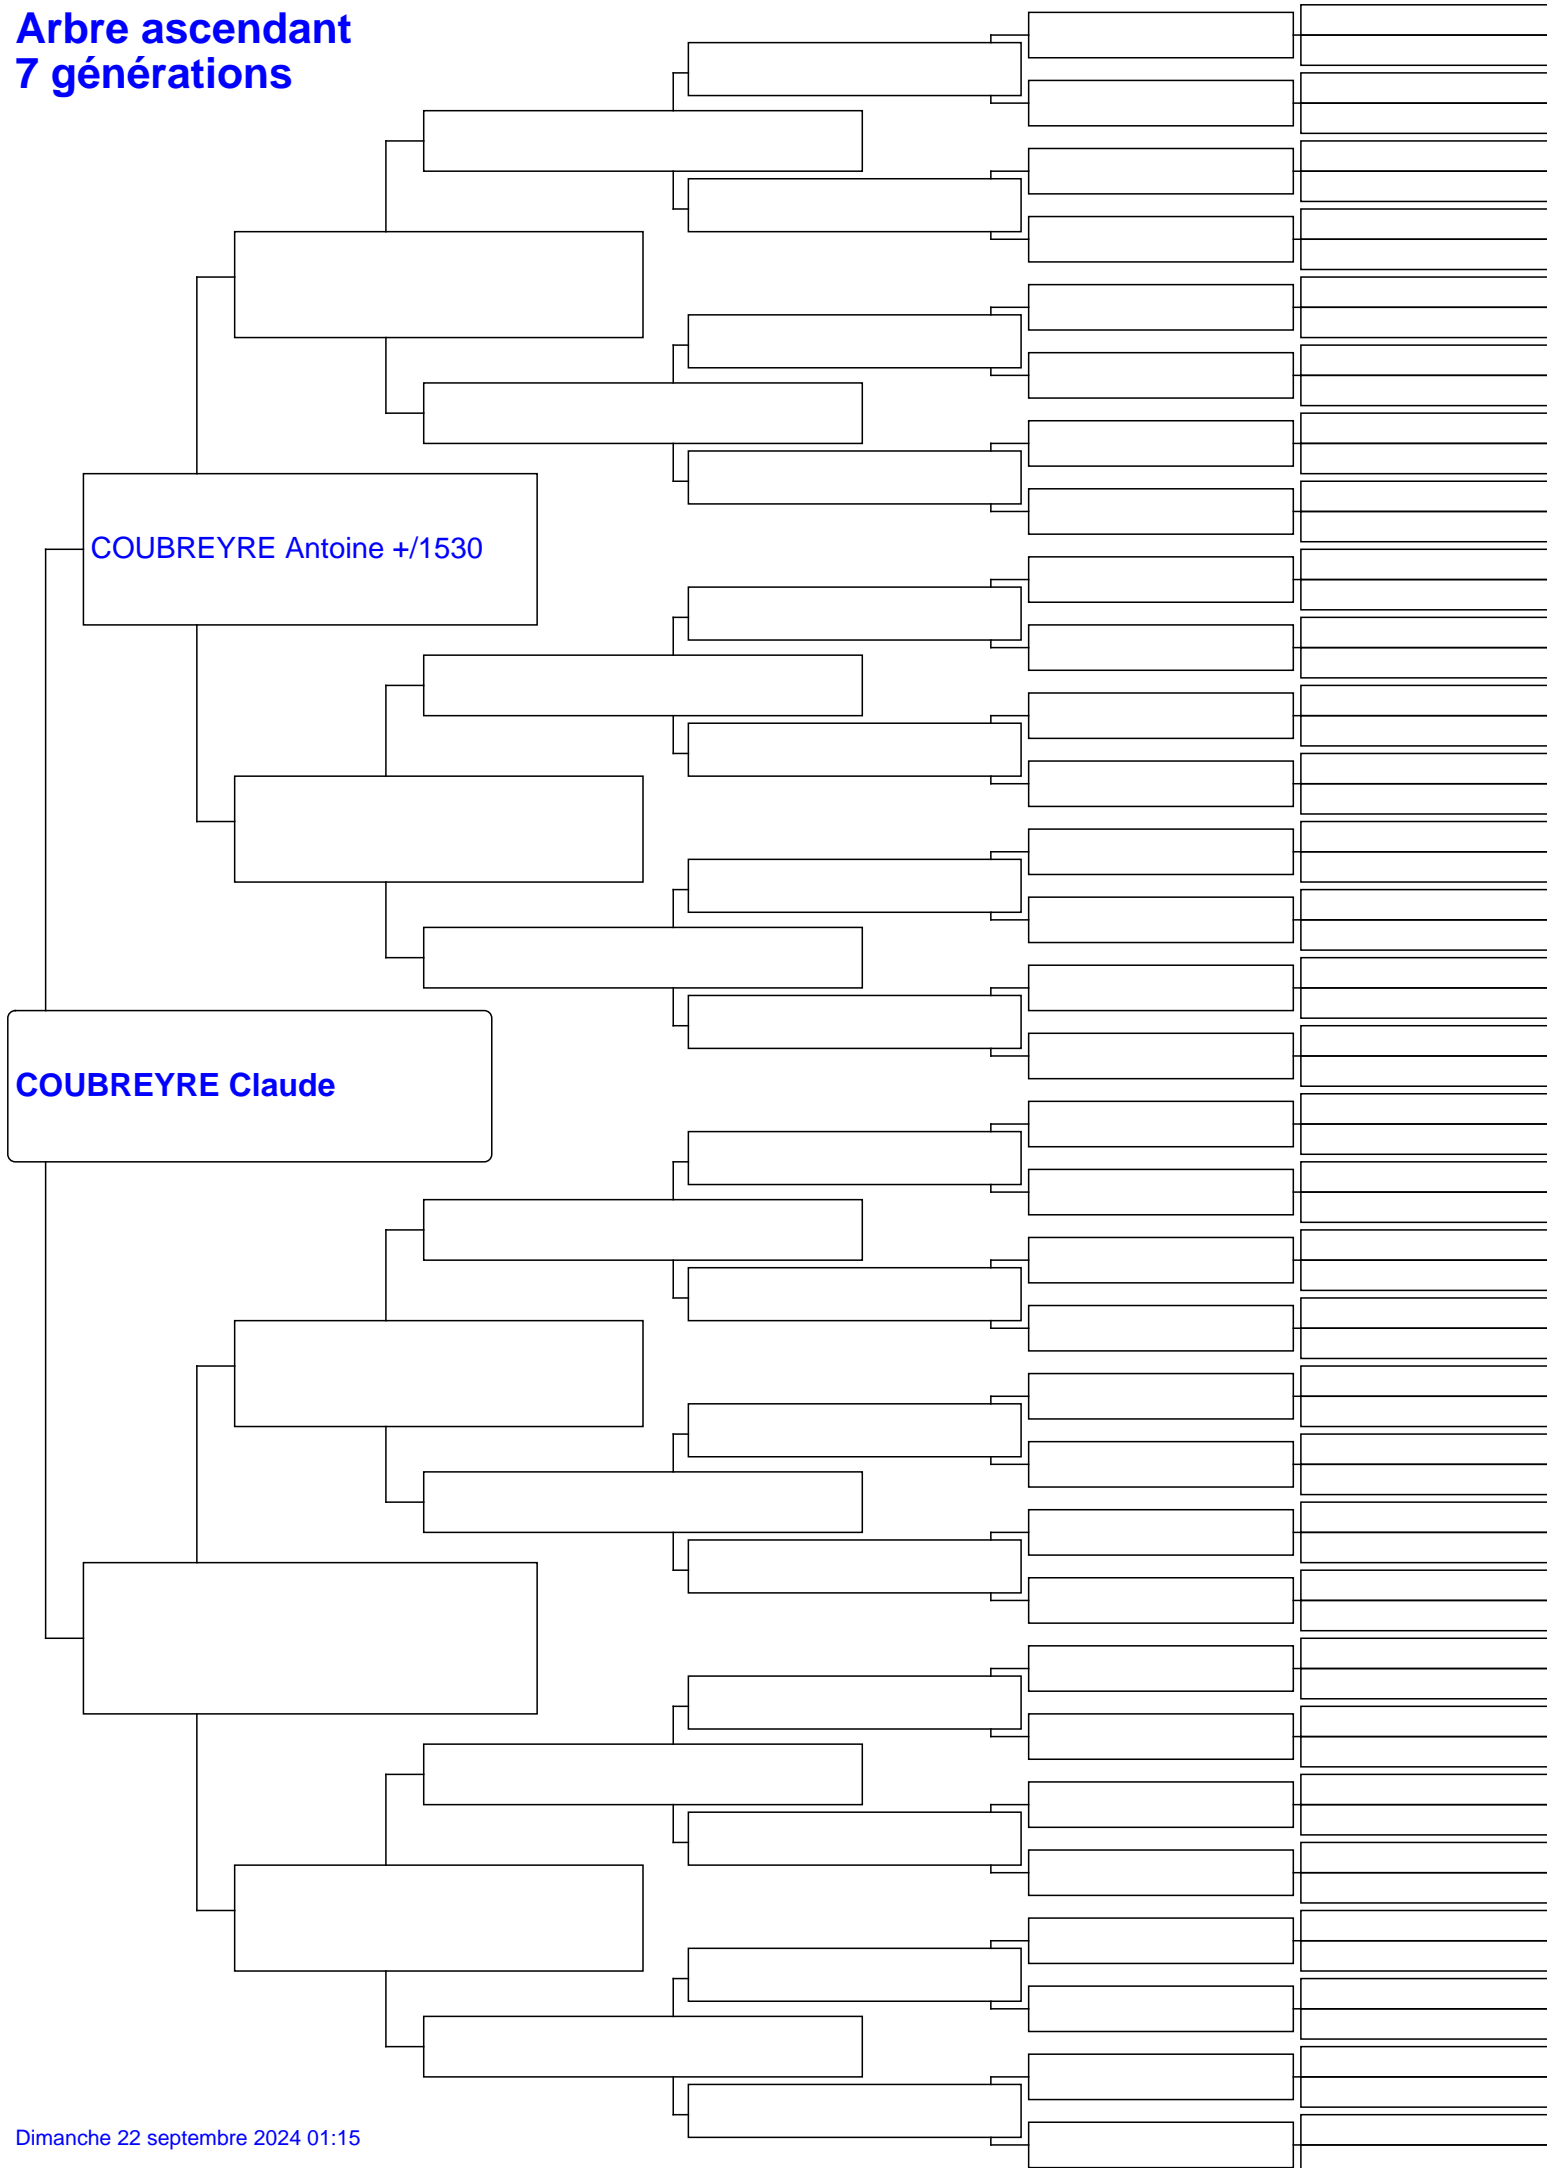 Arbre ascendant
7 générations
COUBREYRE Antoine +/1530
COUBREYRE Claude
Dimanche 22 septembre 2024 01:15